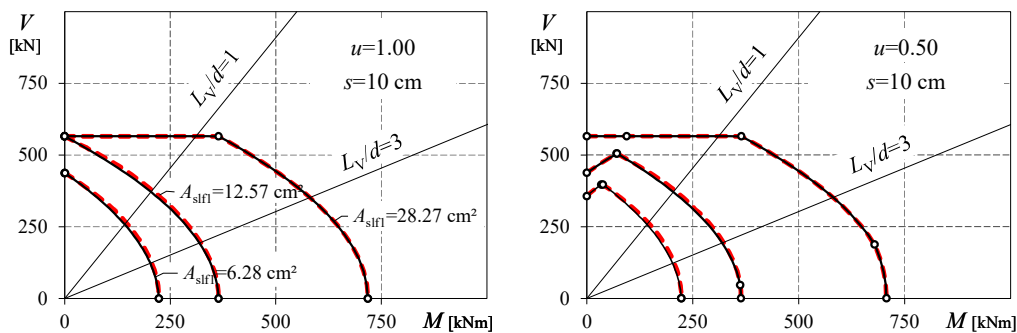 V
[kN]
750
500
250
0
0
250
500
750
M [kNm]
u=1.00
s=10 cm
L_V/d=1
L_V/d=3
A_slfl=12.57 cm²
A_slfl=28.27 cm²
A_slfl=6.28 cm²
V
[kN]
750
500
250
0
0
250
500
750
M [kNm]
u=0.50
s=10 cm
L_V/d=1
L_V/d=3